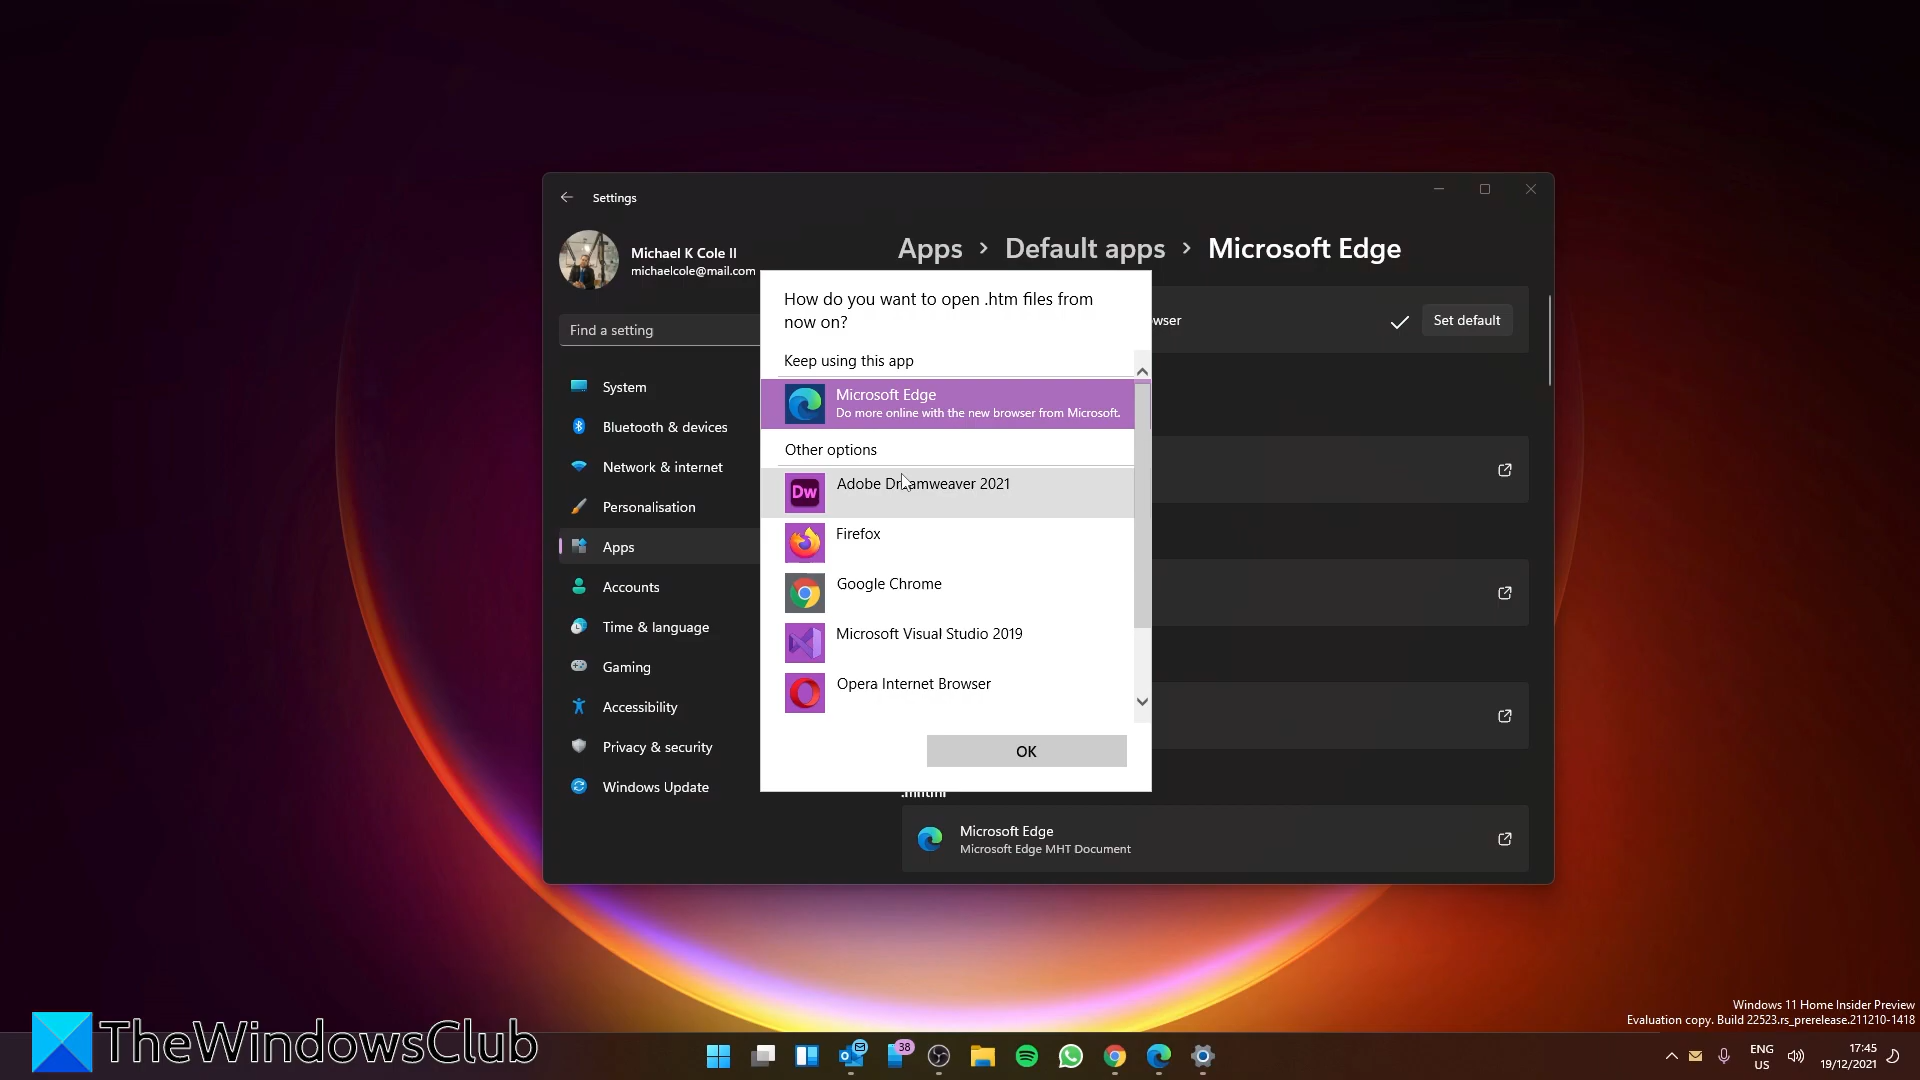 Settings
Michael K Cole II
michaelcole@mail.com
Find a setting
System
Bluetooth & devices
Network & internet
Personalisation
Apps
Accounts
Time & language
Gaming
Accessibility
Privacy & security
Windows Update
Apps > Default apps > Microsoft Edge
wser
Set default
How do you want to open .htm files from
now on?
Keep using this app
Microsoft Edge
Do more online with the new browser from Microsoft.
Other options
Adobe Dreamweaver 2021
Firefox
Google Chrome
Microsoft Visual Studio 2019
Opera Internet Browser
OK
Microsoft Edge
Microsoft Edge MHT Document
Windows 11 Home Insider Preview
Evaluation copy. Build 22523.rs_prerelease.211210-1418
TheWindowsClub
38
ENG
US
17:45
19/12/2021